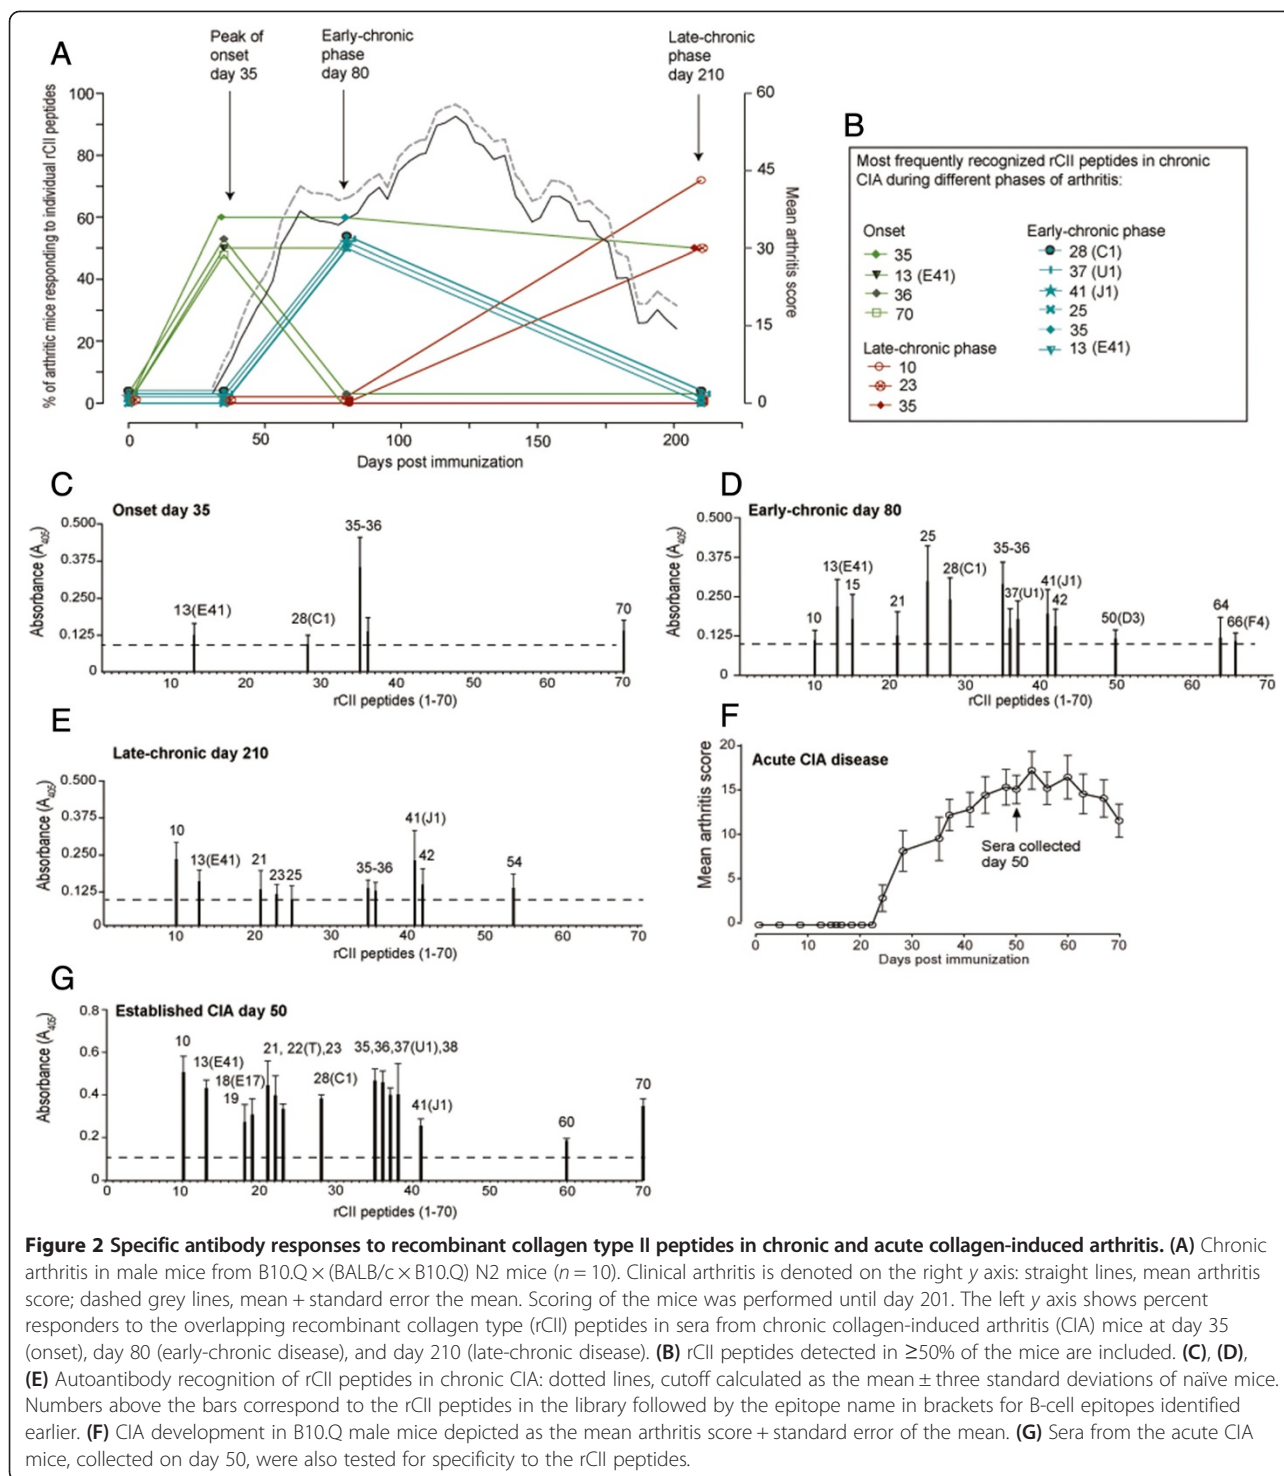 A
Peak of
onset
day 35
Early-chronic
phase
day 80
Late-chronic
phase
day 210
% of arthritic mice responding to individual rCII peptides
100
80
60
40
20
0
60
45
30
15
0
Mean arthritis score
0
50
100
150
200
Days post immunization
B
Most frequently recognized rCII peptides in chronic
CIA during different phases of arthritis:
Onset
35
13 (E41)
36
70
Late-chronic phase
10
23
35
Early-chronic phase
28 (C1)
37 (U1)
41 (J1)
25
35
13 (E41)
C
Onset day 35
Absorbance (A405)
0.500
0.375
0.250
0.125
0
13(E41)
28(C1)
35-36
70
10
20
30
40
50
60
70
rCII peptides (1-70)
D
Early-chronic day 80
Absorbance (A405)
0.500
0.375
0.250
0.125
0
10
13(E41)
15
21
25
28(C1)
35-36
37(U1)
41(J1)
42
50(D3)
64
66(F4)
10
20
30
40
50
60
70
rCII peptides (1-70)
E
Late-chronic day 210
Absorbance (A405)
0.500
0.375
0.250
0.125
0
10
13(E41)
21
23
25
35-36
41(J1)
42
54
10
20
30
40
50
60
70
rCII peptides (1-70)
F
Acute CIA disease
Mean arthritis score
20
15
10
5
0
Sera collected
day 50
0
10
20
30
40
50
60
70
Days post immunization
G
Established CIA day 50
Absorbance (A405)
0.8
0.6
0.4
0.2
0
10
13(E41)
18(E17)
19
21, 22(T),23
28(C1)
35,36,37(U1),38
41(J1)
60
70
0
10
20
30
40
50
60
70
rCII peptides (1-70)
Figure 2 Specific antibody responses to recombinant collagen type II peptides in chronic and acute collagen-induced arthritis. (A) Chronic
arthritis in male mice from B10.Q × (BALB/c × B10.Q) N2 mice (n = 10). Clinical arthritis is denoted on the right y axis: straight lines, mean arthritis
score; dashed grey lines, mean + standard error the mean. Scoring of the mice was performed until day 201. The left y axis shows percent
responders to the overlapping recombinant collagen type (rCII) peptides in sera from chronic collagen-induced arthritis (CIA) mice at day 35
(onset), day 80 (early-chronic disease), and day 210 (late-chronic disease). (B) rCII peptides detected in ≥50% of the mice are included. (C), (D),
(E) Autoantibody recognition of rCII peptides in chronic CIA: dotted lines, cutoff calculated as the mean ± three standard deviations of naïve mice.
Numbers above the bars correspond to the rCII peptides in the library followed by the epitope name in brackets for B-cell epitopes identified
earlier. (F) CIA development in B10.Q male mice depicted as the mean arthritis score + standard error of the mean. (G) Sera from the acute CIA
mice, collected on day 50, were also tested for specificity to the rCII peptides.